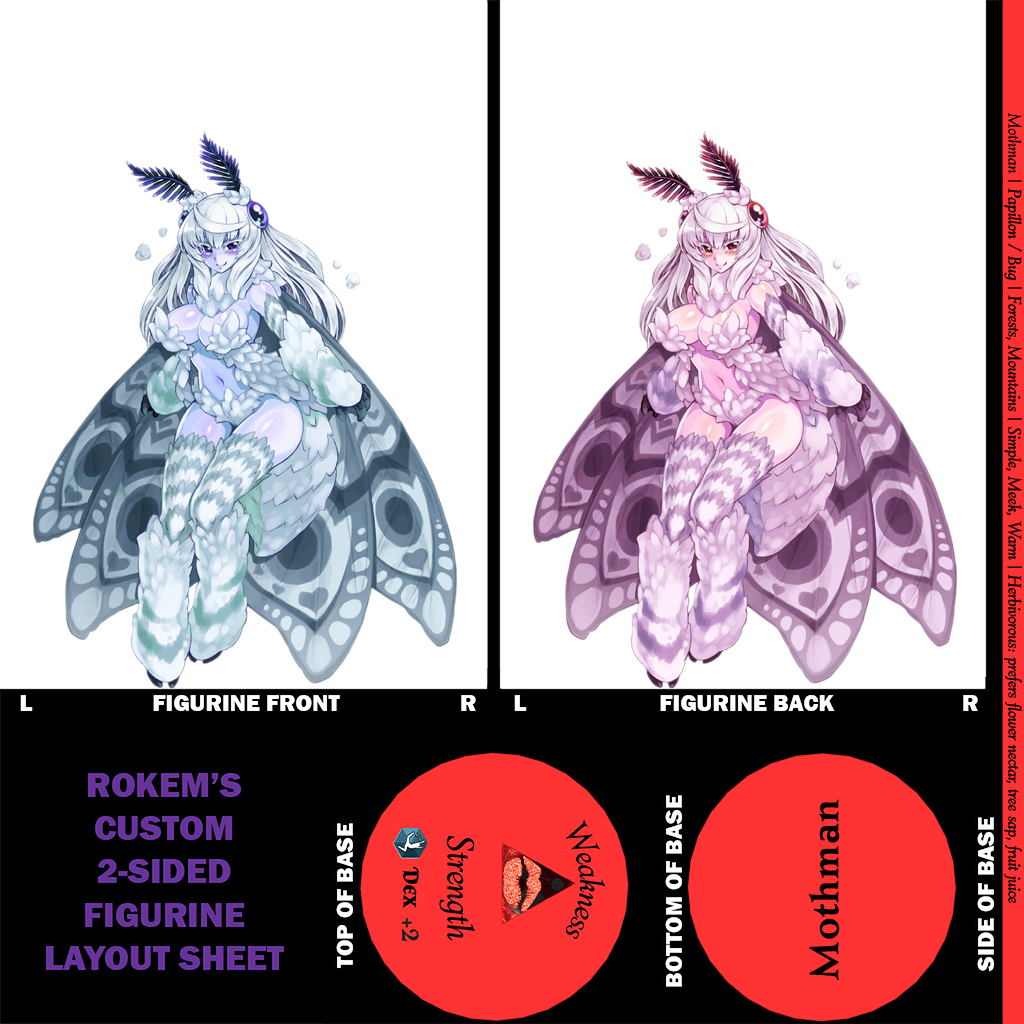 L FIGURINE FRONT R
L FIGURINE BACK R
ROKEM'S
CUSTOM
2-SIDED
FIGURINE
LAYOUT SHEET
TOP OF BASE
Weakness
Strength
DEX +2
BOTTOM OF BASE
Mothman
SIDE OF BASE
Mothman | Papillon / Bug | Forests, Mountains | Simple, Meek, Warm | Herbivorous: prefers flower nectar, tree sap, fruit juice